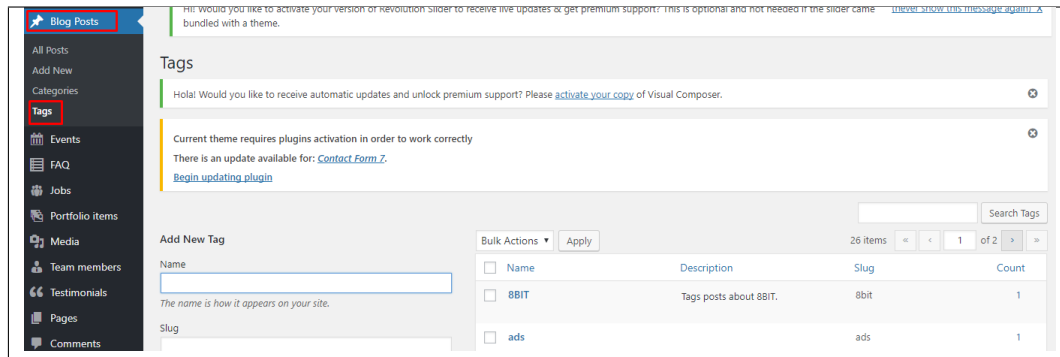 Blog Posts
All Posts
Add New
Categories
Tags
Events
FAQ
Jobs
Portfolio items
Media
Team members
Testimonials
Pages
Comments
Hi! Would you like to activate your version of Revolution Slider to receive live updates & get premium support? This is optional and not needed if the slider came
bundled with a theme.
(never show this message again) X
Tags
Hola! Would you like to receive automatic updates and unlock premium support? Please activate your copy of Visual Composer.
Current theme requires plugins activation in order to work correctly
There is an update available for: Contact Form 7.
Begin updating plugin
Search Tags
Add New Tag
Name
The name is how it appears on your site.
Slug
Bulk Actions Apply
26 items « ‹ 1 of 2 › »
Name Description Slug Count
8BIT Tags posts about 8BIT. 8bit 1
ads ads 1